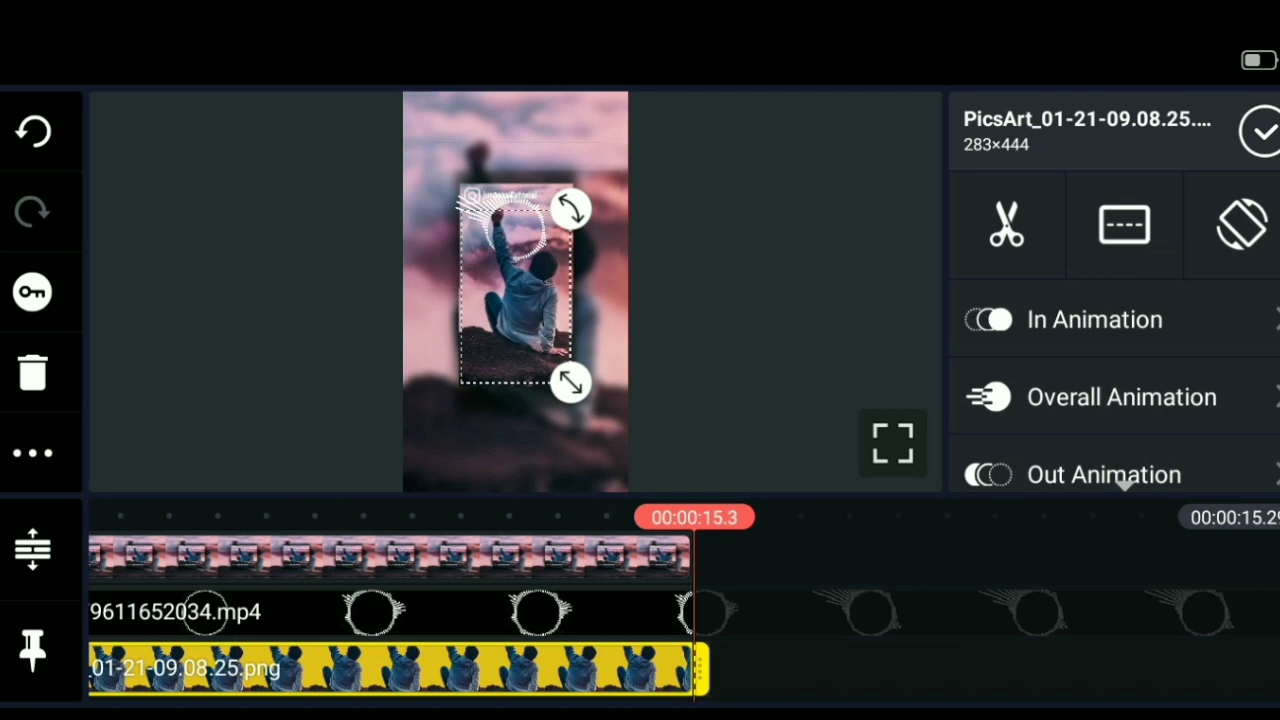 PicsArt_01-21-09.08.25....
283×444
In Animation
Overall Animation
Out Animation
00:00:15.3
00:00:15.29
9611652034.mp4
_01-21-09.08.25.png